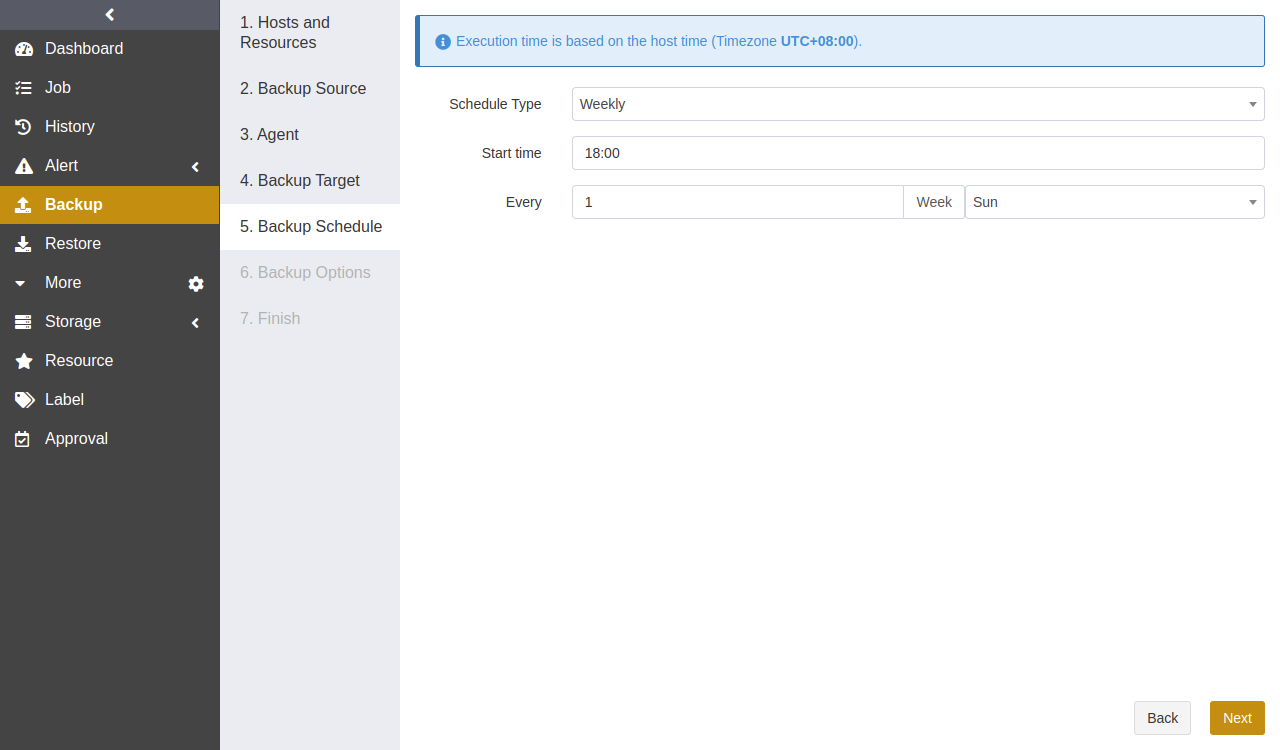 Dashboard
Job
History
Alert
Backup
Restore
More
Storage
Resource
Label
Approval
1. Hosts and
Resources
2. Backup Source
3. Agent
4. Backup Target
5. Backup Schedule
6. Backup Options
7. Finish
Execution time is based on the host time (Timezone UTC+08:00).
Schedule Type Weekly
Start time 18:00
Every 1 Week Sun
Back Next